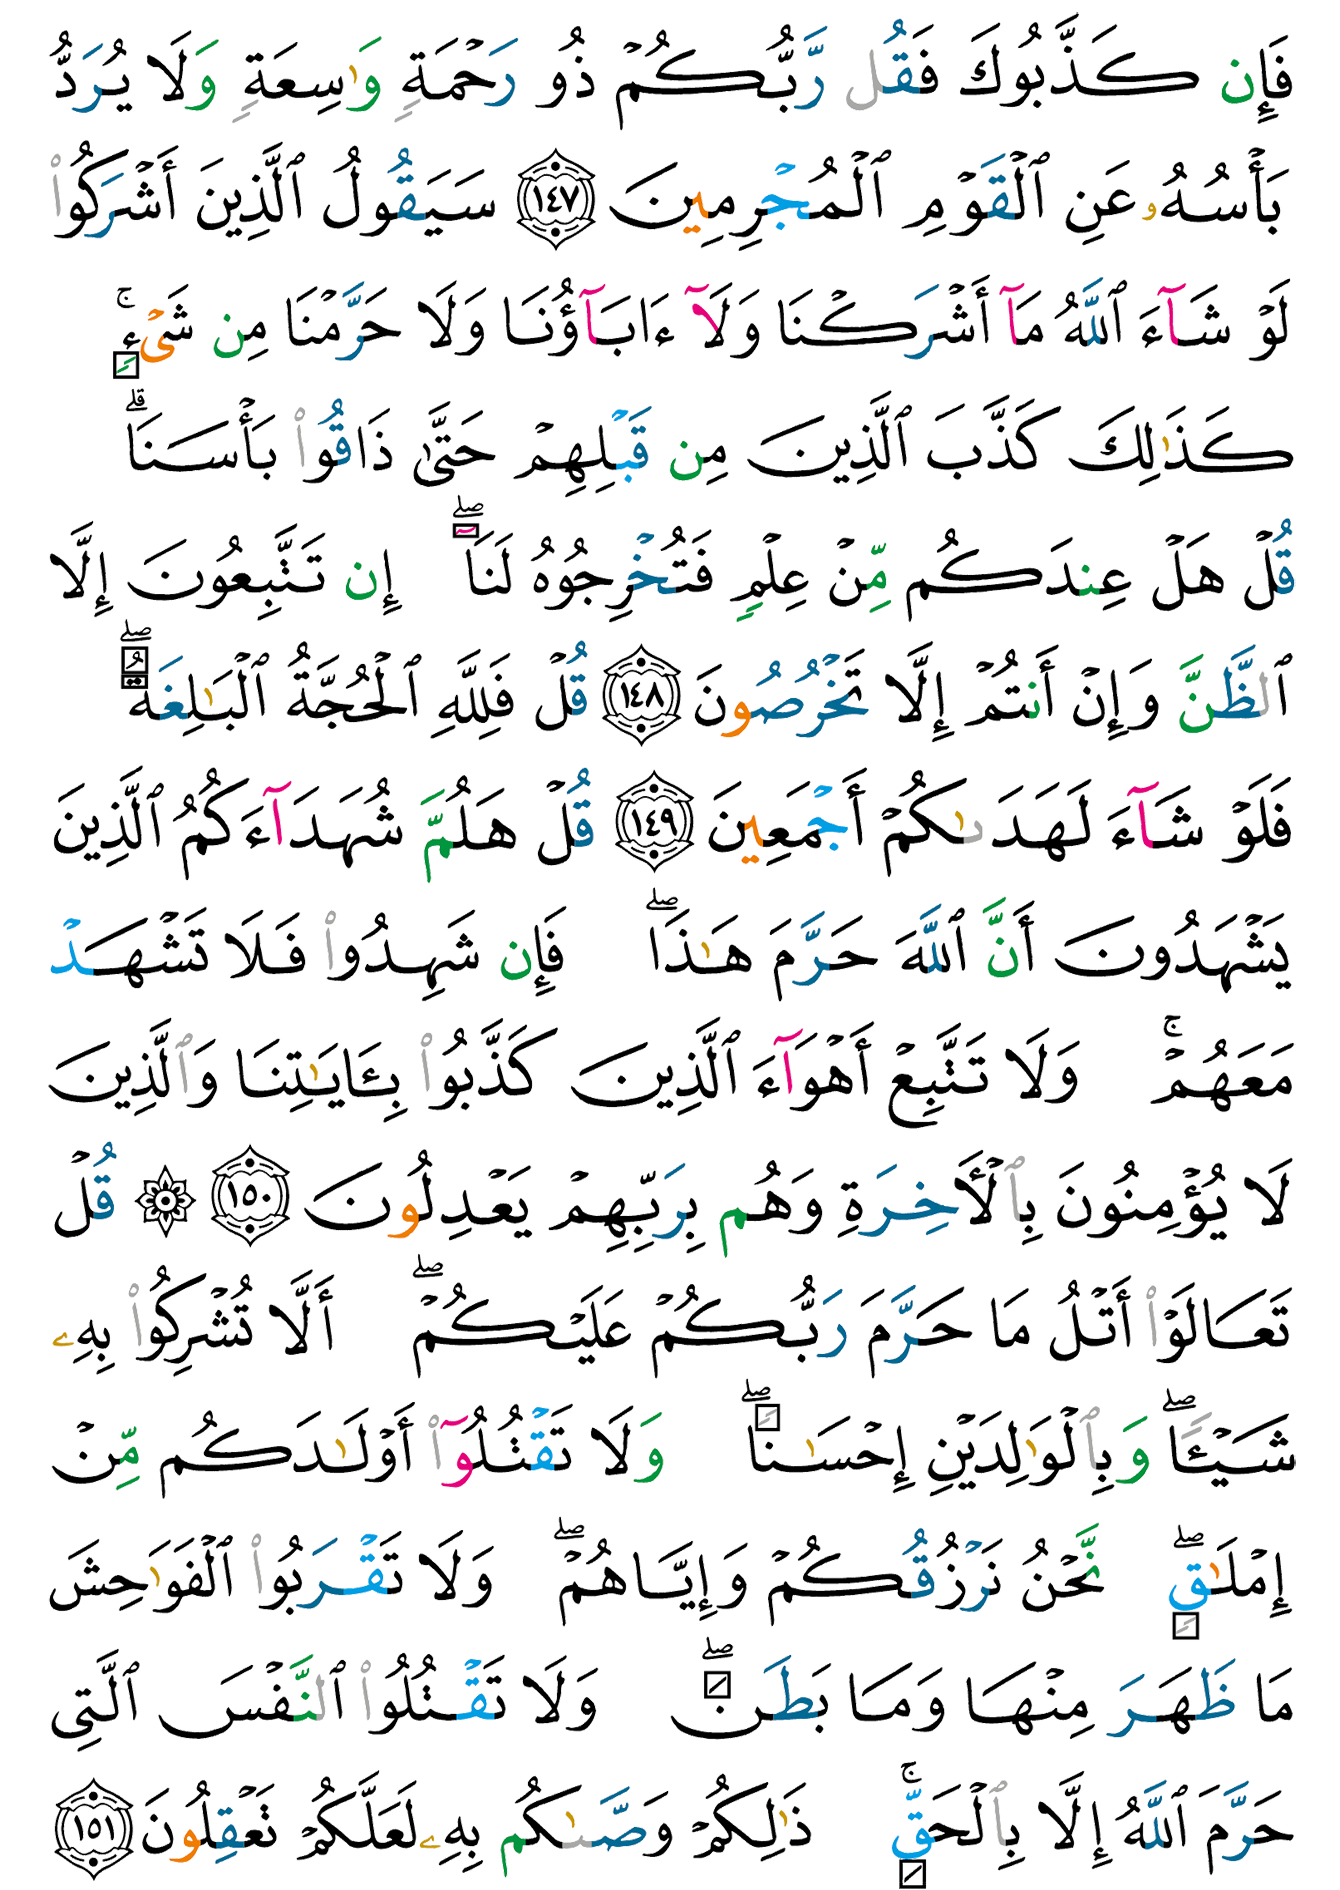 فَإِن كَذَّبُوكَ فَقُل رَّبُّكُمْ ذُو رَحْمَةٍ وَٰسِعَةٍ وَلَا يُرَدُّ
بَأْسُهُۥ عَنِ ٱلْقَوْمِ ٱلْمُجْرِمِينَ ١٤٧ سَيَقُولُ ٱلَّذِينَ أَشْرَكُوا۟
لَوْ شَآءَ ٱللَّهُ مَآ أَشْرَكْنَا وَلَآ ءَابَآؤُنَا وَلَا حَرَّمْنَا مِن شَىْءٍ ۚ
كَذَٰلِكَ كَذَّبَ ٱلَّذِينَ مِن قَبْلِهِمْ حَتَّىٰ ذَاقُوا۟ بَأْسَنَا ۗ
قُلْ هَلْ عِندَكُم مِّنْ عِلْمٍ فَتُخْرِجُوهُ لَنَآ ۖ إِن تَتَّبِعُونَ إِلَّا
ٱلظَّنَّ وَإِنْ أَنتُمْ إِلَّا تَخْرُصُونَ ١٤٨ قُلْ فَلِلَّهِ ٱلْحُجَّةُ ٱلْبَٰلِغَةُ ۖ
فَلَوْ شَآءَ لَهَدَىٰكُمْ أَجْمَعِينَ ١٤٩ قُلْ هَلُمَّ شُهَدَآءَكُمُ ٱلَّذِينَ
يَشْهَدُونَ أَنَّ ٱللَّهَ حَرَّمَ هَٰذَا ۖ فَإِن شَهِدُوا۟ فَلَا تَشْهَدْ
مَعَهُمْ ۚ وَلَا تَتَّبِعْ أَهْوَآءَ ٱلَّذِينَ كَذَّبُوا۟ بِـَٔايَٰتِنَا وَٱلَّذِينَ
لَا يُؤْمِنُونَ بِٱلْأَخِرَةِ وَهُم بِرَبِّهِمْ يَعْدِلُونَ ١٥٠ ۞ قُلْ
تَعَالَوْا۟ أَتْلُ مَا حَرَّمَ رَبُّكُمْ عَلَيْكُمْ ۖ أَلَّا تُشْرِكُوا۟ بِهِۦ
شَيْـًٔا ۖ وَبِٱلْوَٰلِدَيْنِ إِحْسَٰنًا ۖ وَلَا تَقْتُلُوٓا۟ أَوْلَٰدَكُم مِّنْ
إِمْلَٰقٍ ۖ نَّحْنُ نَرْزُقُكُمْ وَإِيَّاهُمْ ۖ وَلَا تَقْرَبُوا۟ ٱلْفَوَٰحِشَ
مَا ظَهَرَ مِنْهَا وَمَا بَطَنَ ۖ وَلَا تَقْتُلُوا۟ ٱلنَّفْسَ ٱلَّتِى
حَرَّمَ ٱللَّهُ إِلَّا بِٱلْحَقِّ ۚ ذَٰلِكُمْ وَصَّىٰكُم بِهِۦ لَعَلَّكُمْ تَعْقِلُونَ ١٥١